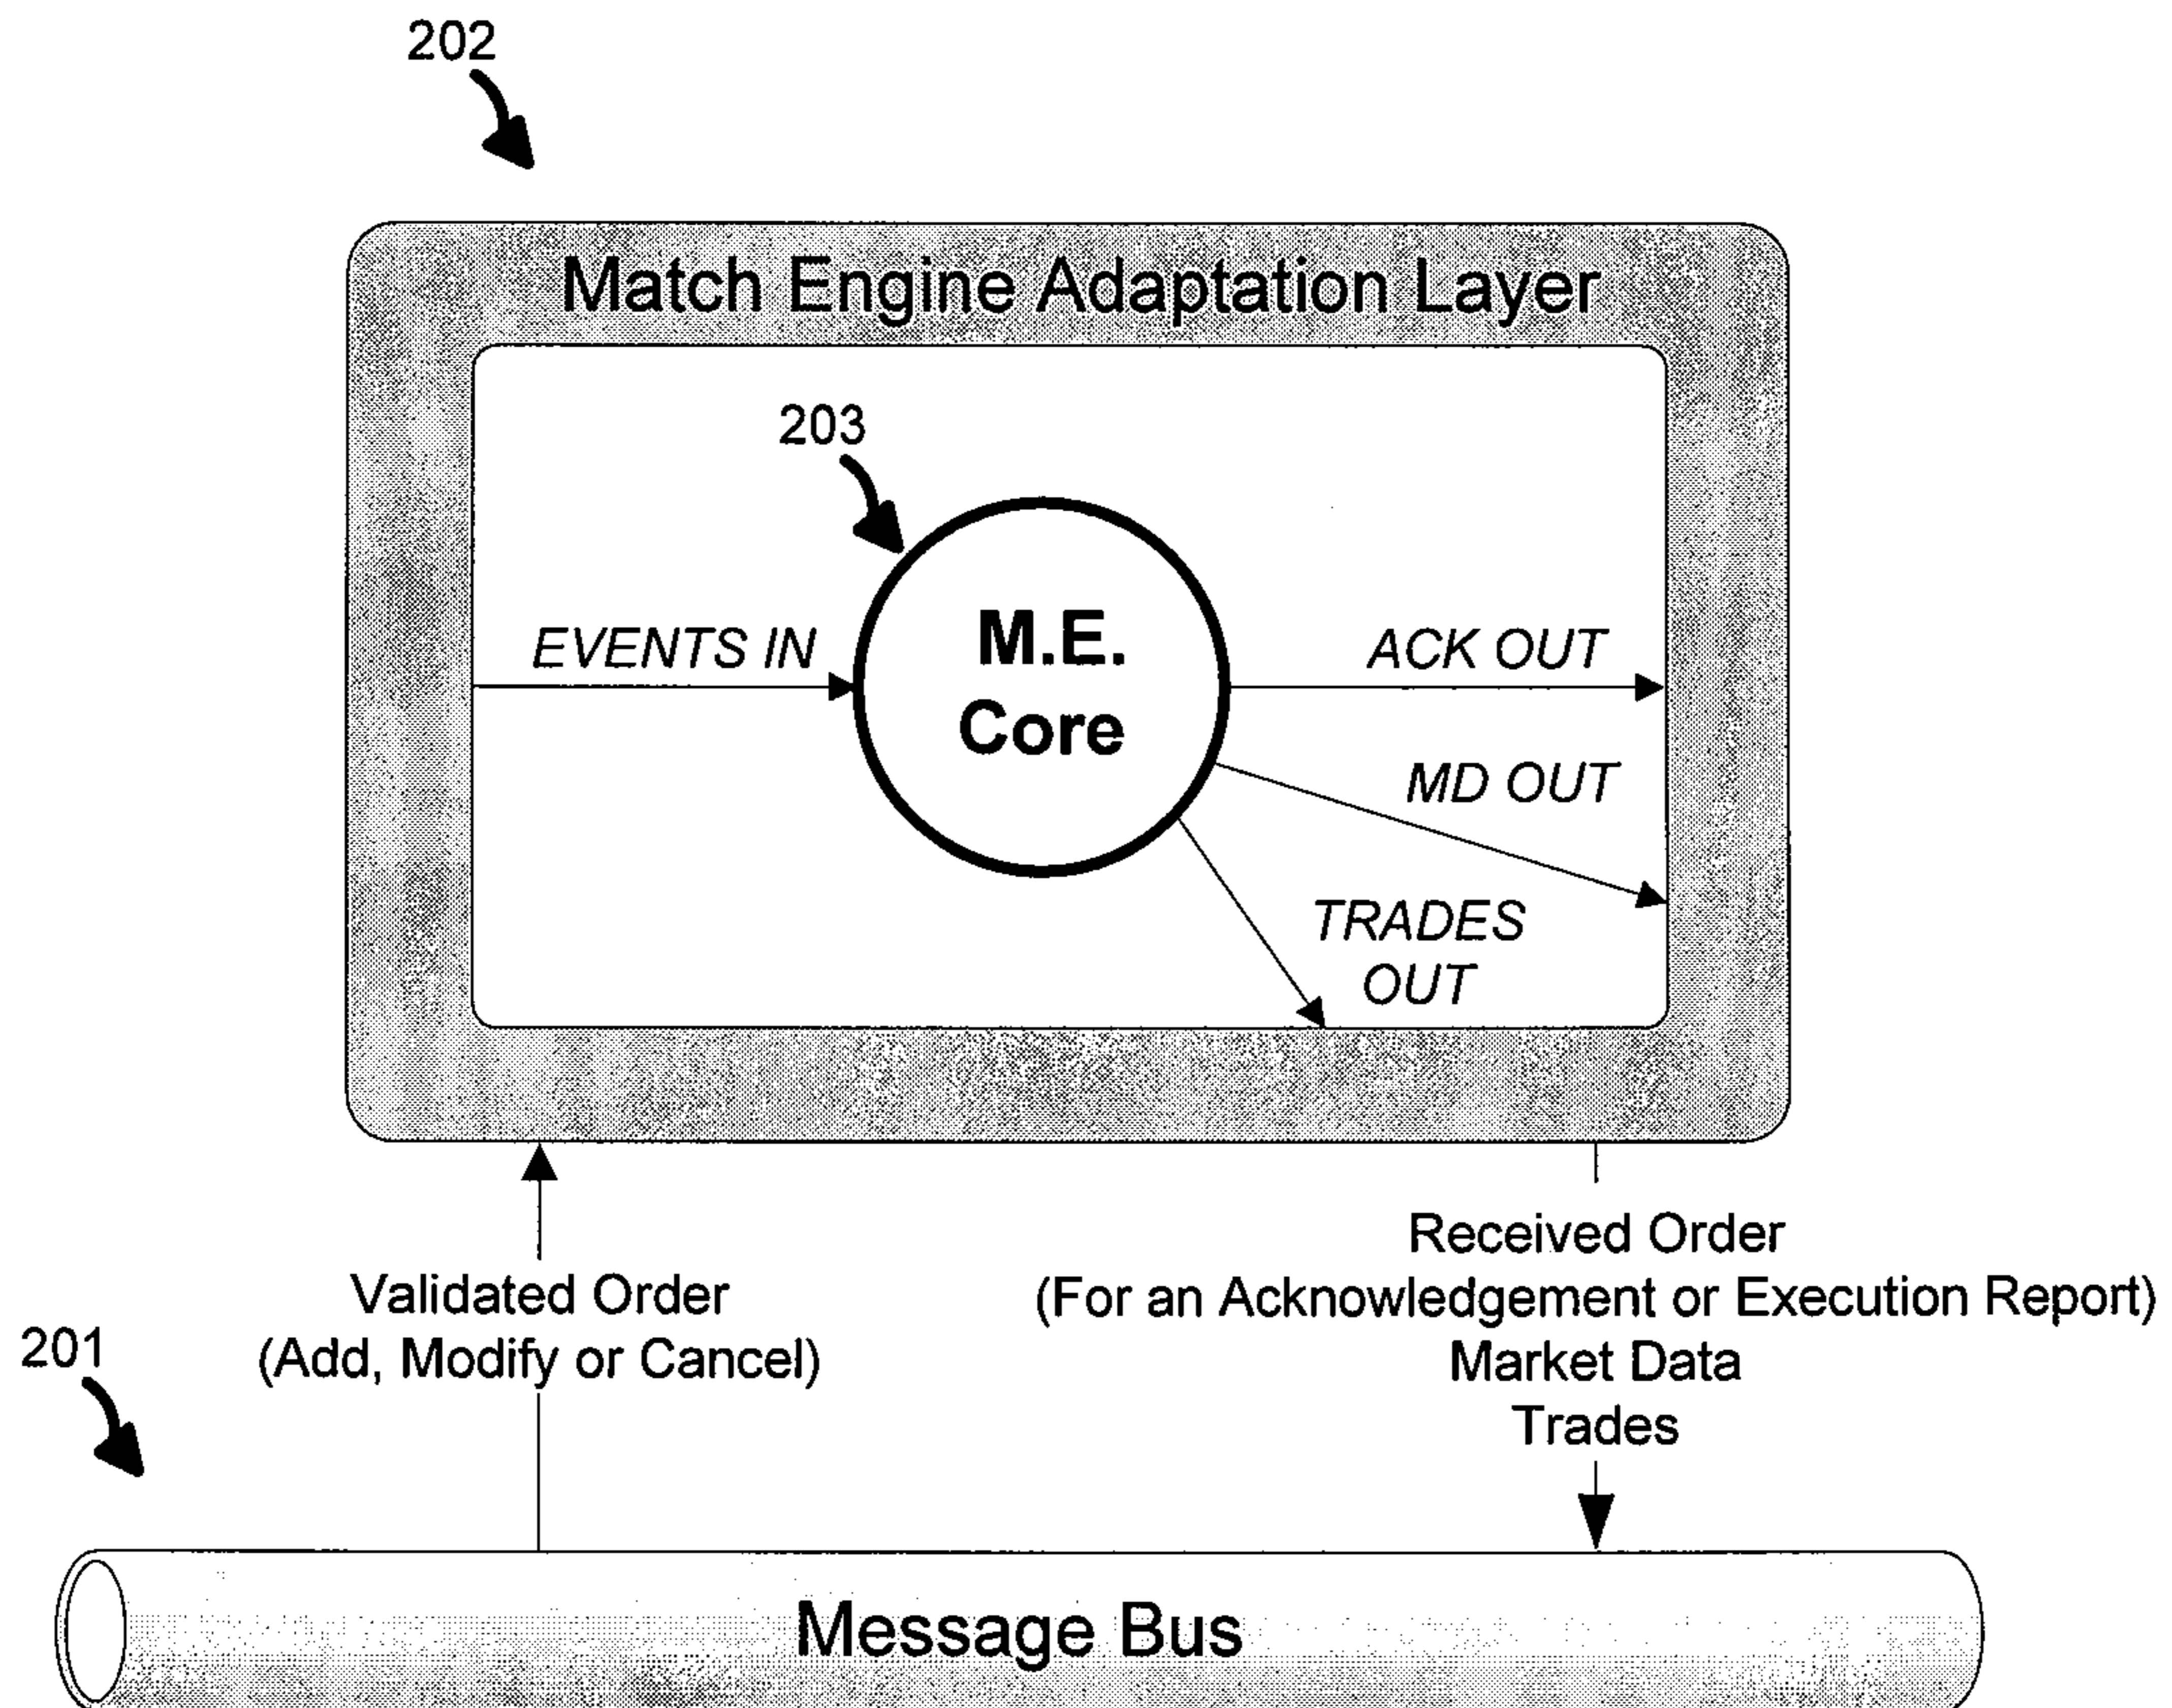 202
Match Engine Adaptation Layer
203
M.E.
Core
EVENTS IN
ACK OUT
MD OUT
TRADES
OUT
Validated Order
(Add, Modify or Cancel)
Received Order
(For an Acknowledgement or Execution Report)
Market Data
Trades
201
Message Bus